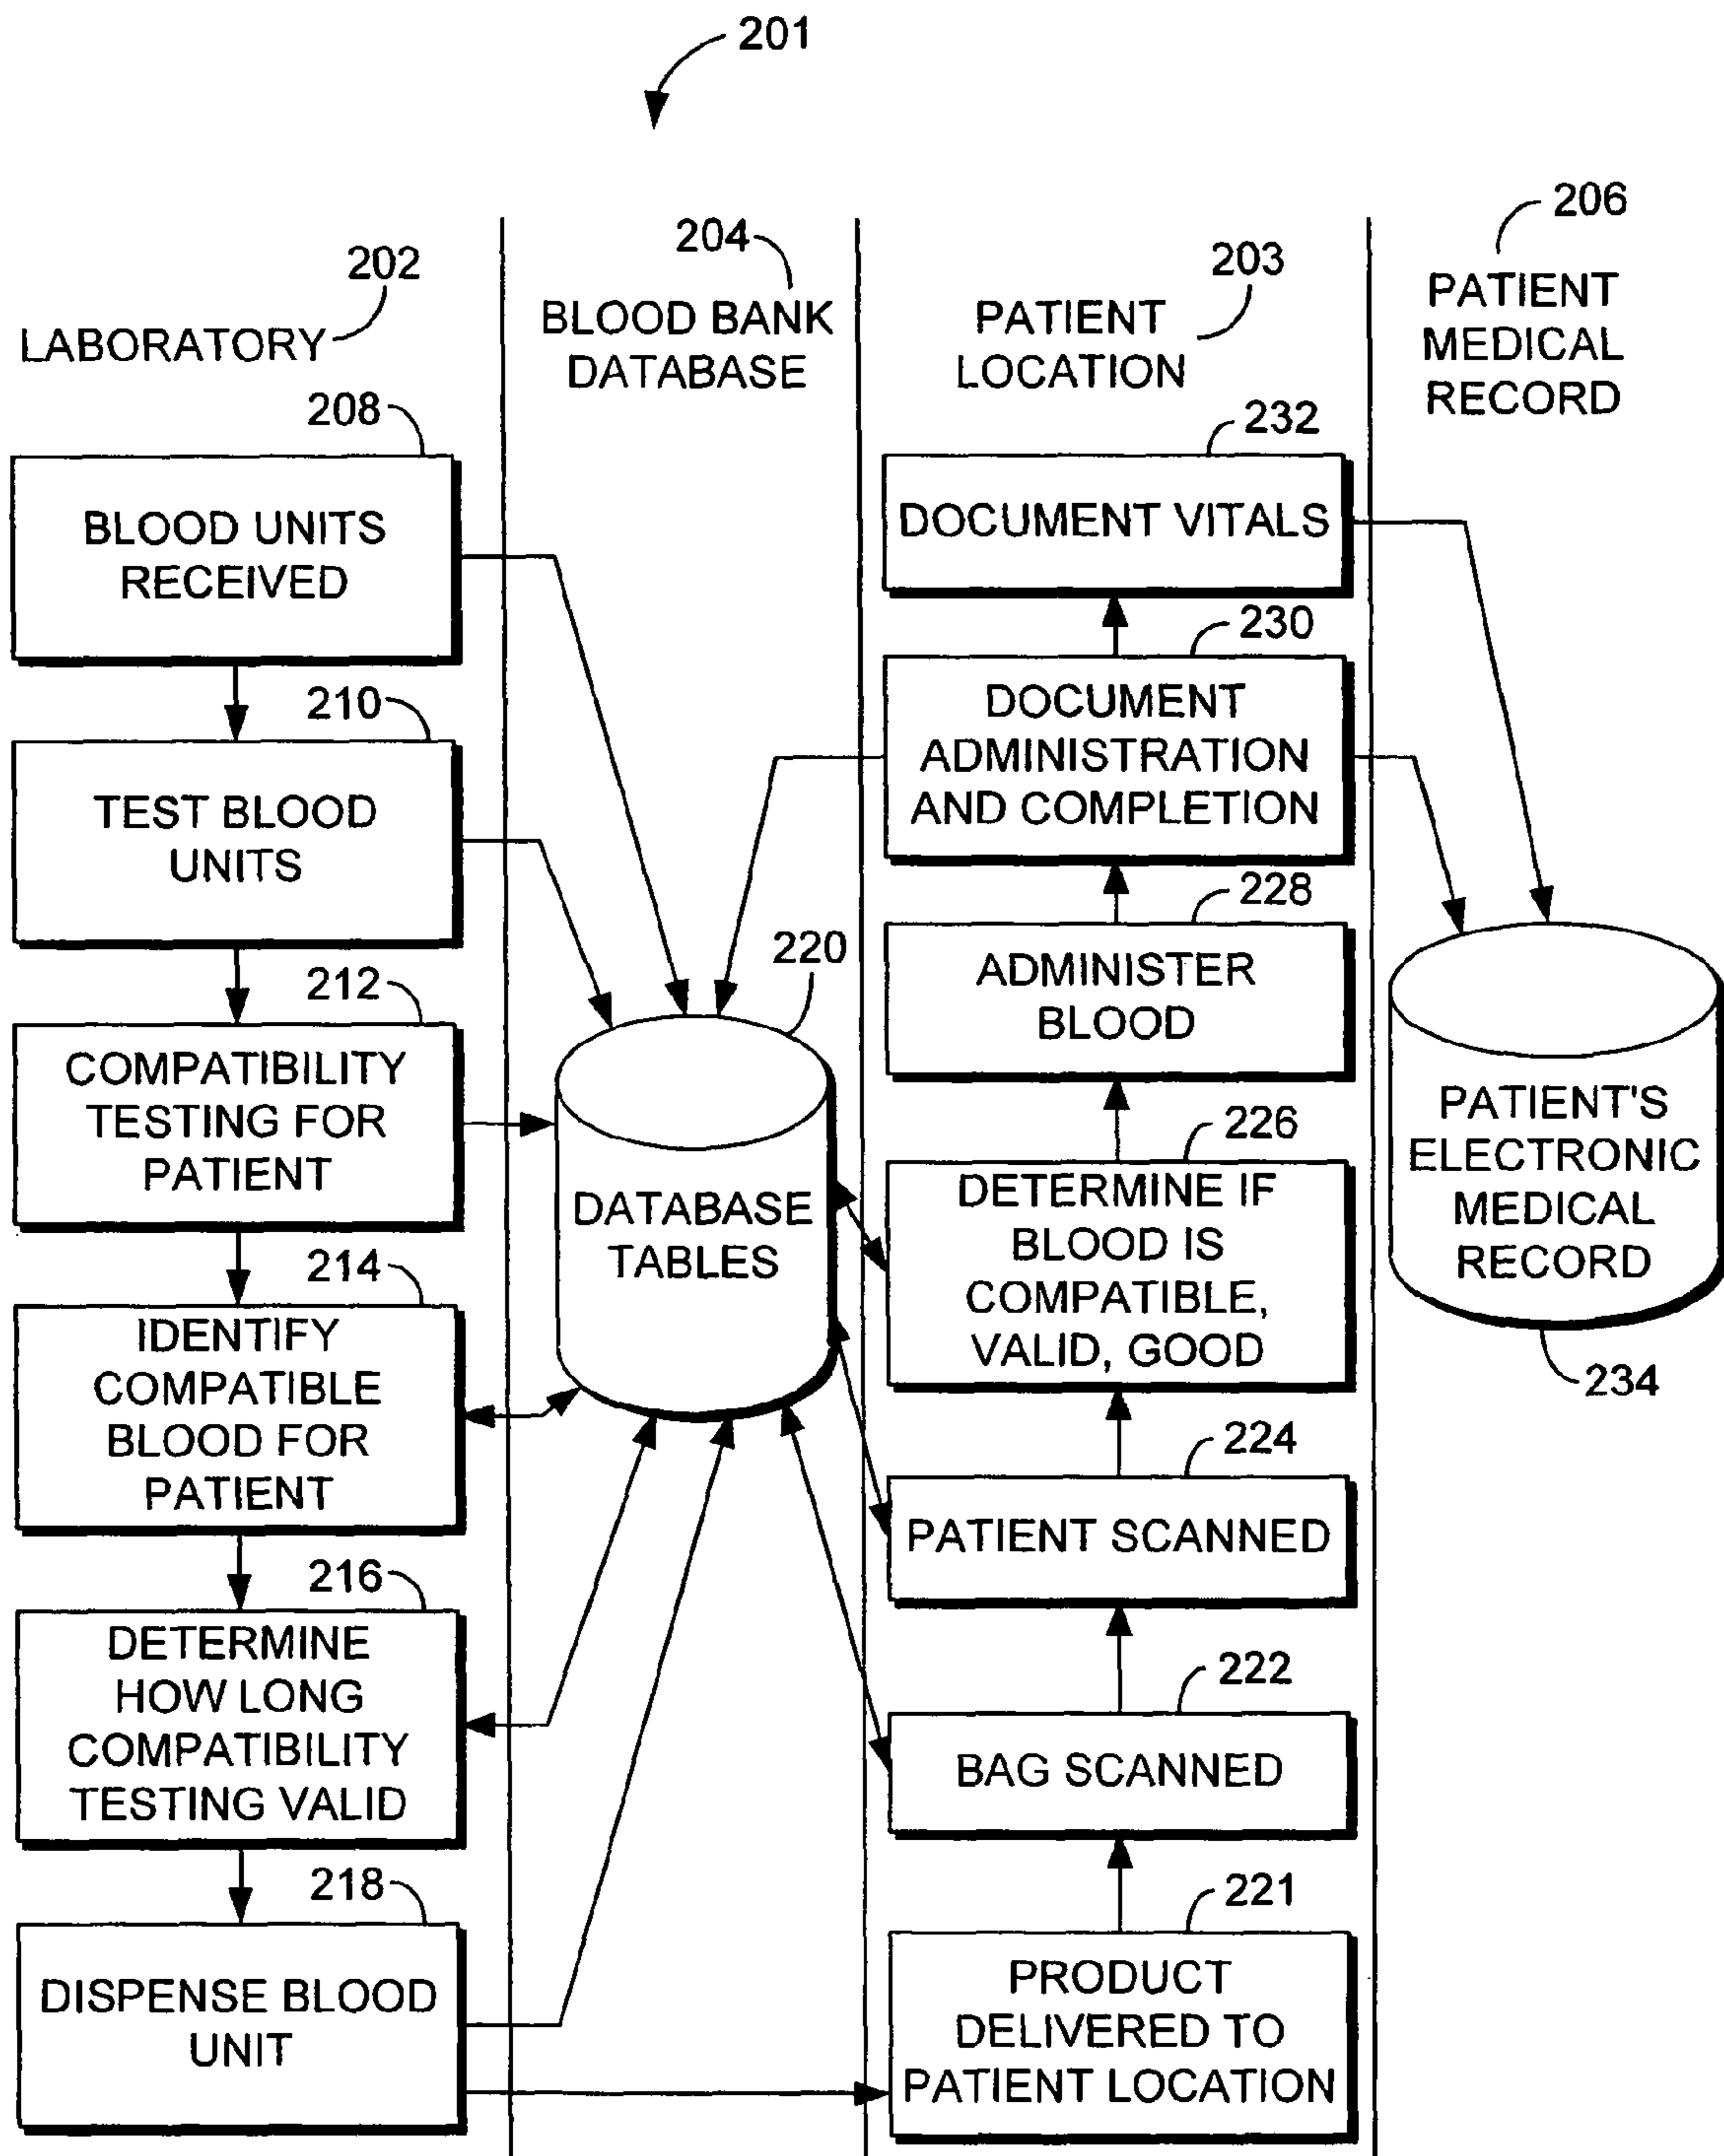 201
202
LABORATORY
204
BLOOD BANK
DATABASE
203
PATIENT
LOCATION
206
PATIENT
MEDICAL
RECORD
208
BLOOD UNITS
RECEIVED
210
TEST BLOOD
UNITS
212
COMPATIBILITY
TESTING FOR
PATIENT
214
IDENTIFY
COMPATIBLE
BLOOD FOR
PATIENT
216
DETERMINE
HOW LONG
COMPATIBILITY
TESTING VALID
218
DISPENSE BLOOD
UNIT
220
DATABASE
TABLES
232
DOCUMENT VITALS
230
DOCUMENT
ADMINISTRATION
AND COMPLETION
228
ADMINISTER
BLOOD
226
DETERMINE IF
BLOOD IS
COMPATIBLE,
VALID, GOOD
224
PATIENT SCANNED
222
BAG SCANNED
221
PRODUCT
DELIVERED TO
PATIENT LOCATION
PATIENT'S
ELECTRONIC
MEDICAL
RECORD
234